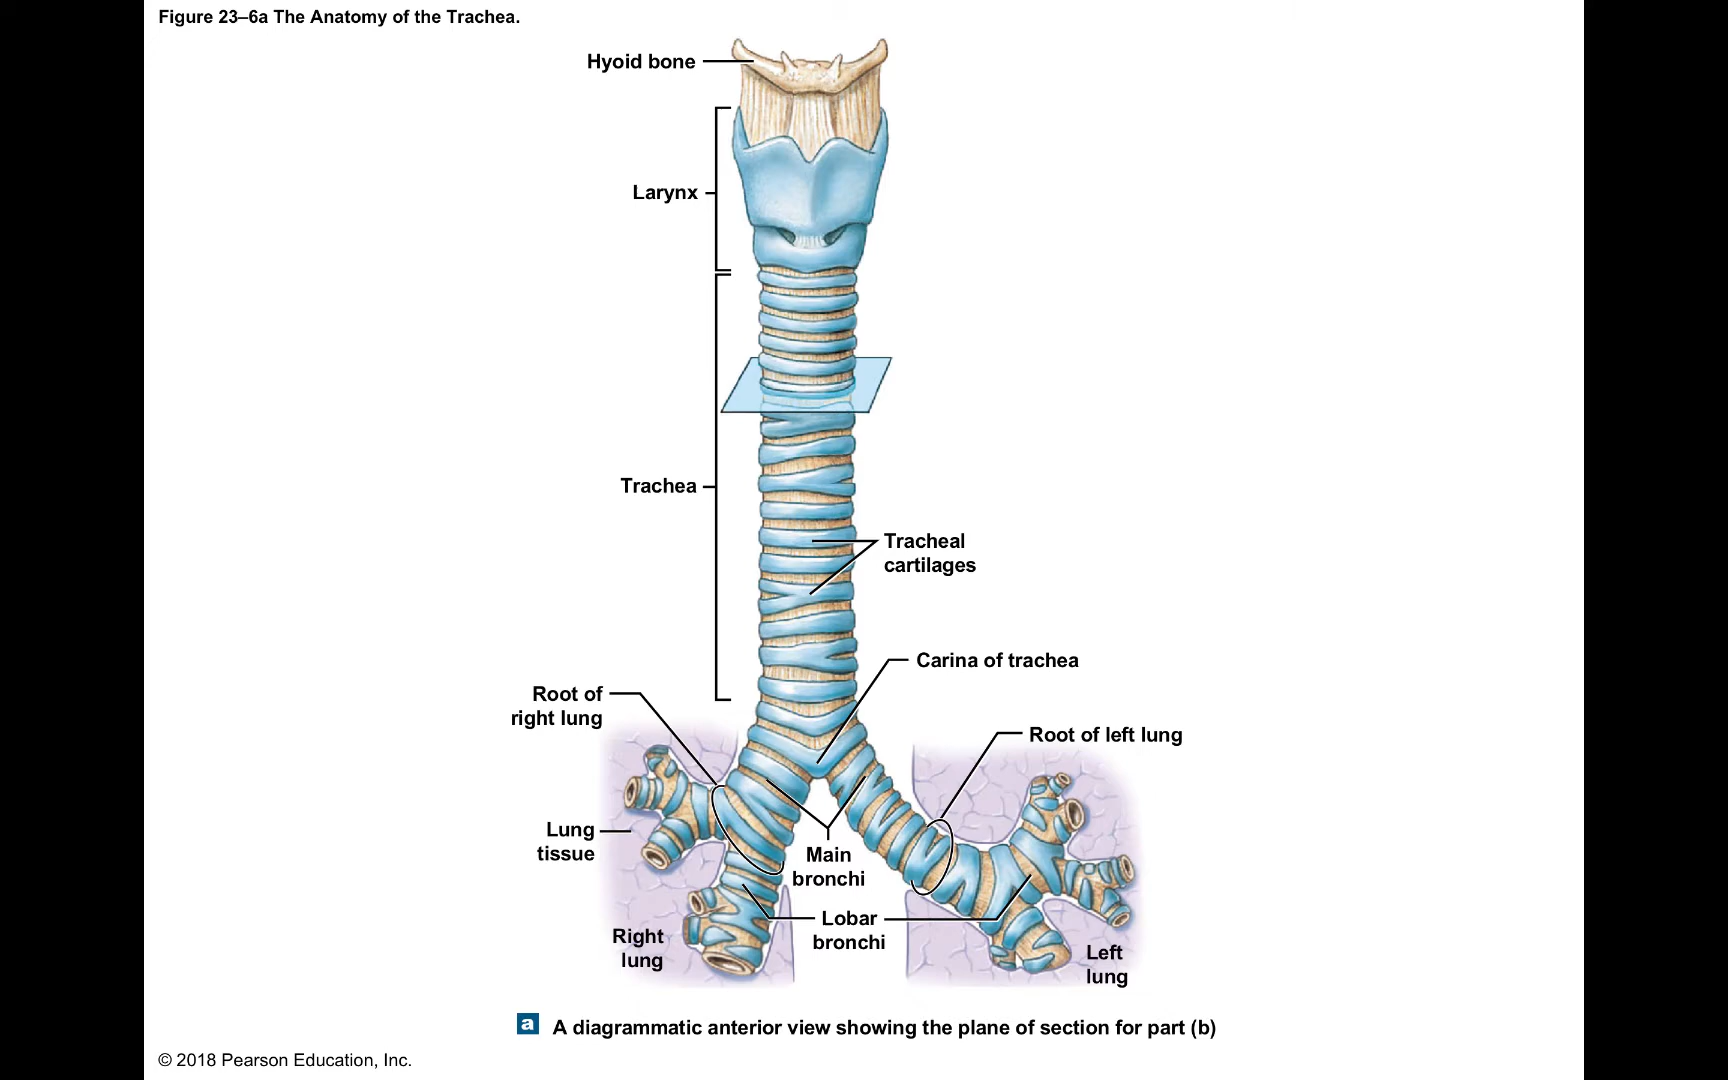 Figure 23–6a The Anatomy of the Trachea.
Hyoid bone
Larynx
Trachea
Tracheal
cartilages
Carina of trachea
Root of
right lung
Root of left lung
Lung
tissue
Main
bronchi
Lobar
bronchi
Right
lung
Left
lung
a A diagrammatic anterior view showing the plane of section for part (b)
© 2018 Pearson Education, Inc.